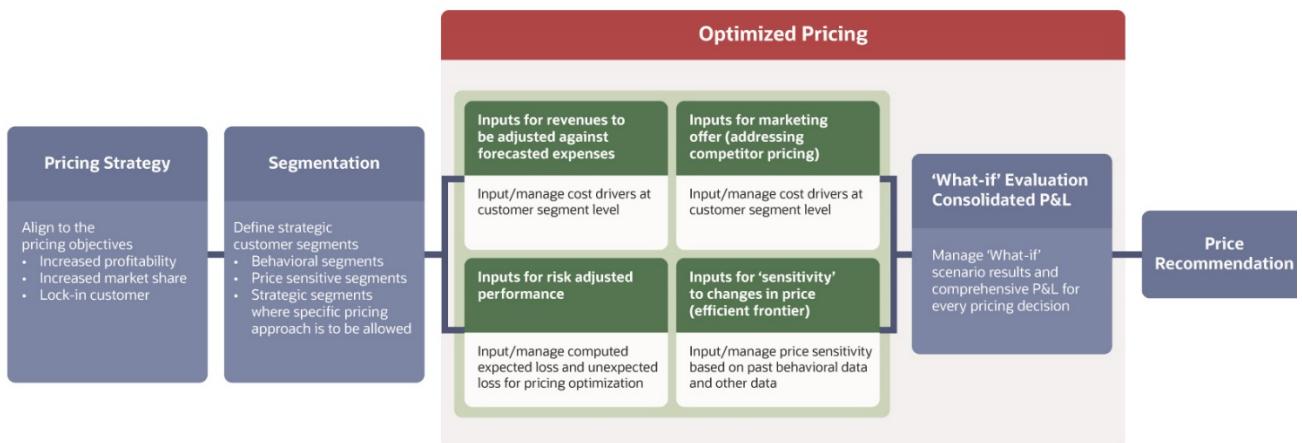 Optimized Pricing
Pricing Strategy
Align to the
pricing objectives
• Increased profitability
• Increased market share
• Lock-in customer
Segmentation
Define strategic
customer segments
• Behavioral segments
• Price sensitive segments
• Strategic segments
where specific pricing
approach is to be allowed
Inputs for revenues to
be adjusted against
forecasted expenses
Input/manage cost drivers at
customer segment level
Inputs for marketing
offer (addressing
competitor pricing)
Input/manage cost drivers at
customer segment level
Inputs for risk adjusted
performance
Input/manage computed
expected loss and unexpected
loss for pricing optimization
Inputs for ‘sensitivity’
to changes in price
(efficient frontier)
Input/manage price sensitivity
based on past behavioral data
and other data
‘What-if’ Evaluation
Consolidated P&L
Manage ‘What-if’
scenario results and
comprehensive P&L for
every pricing decision
Price
Recommendation